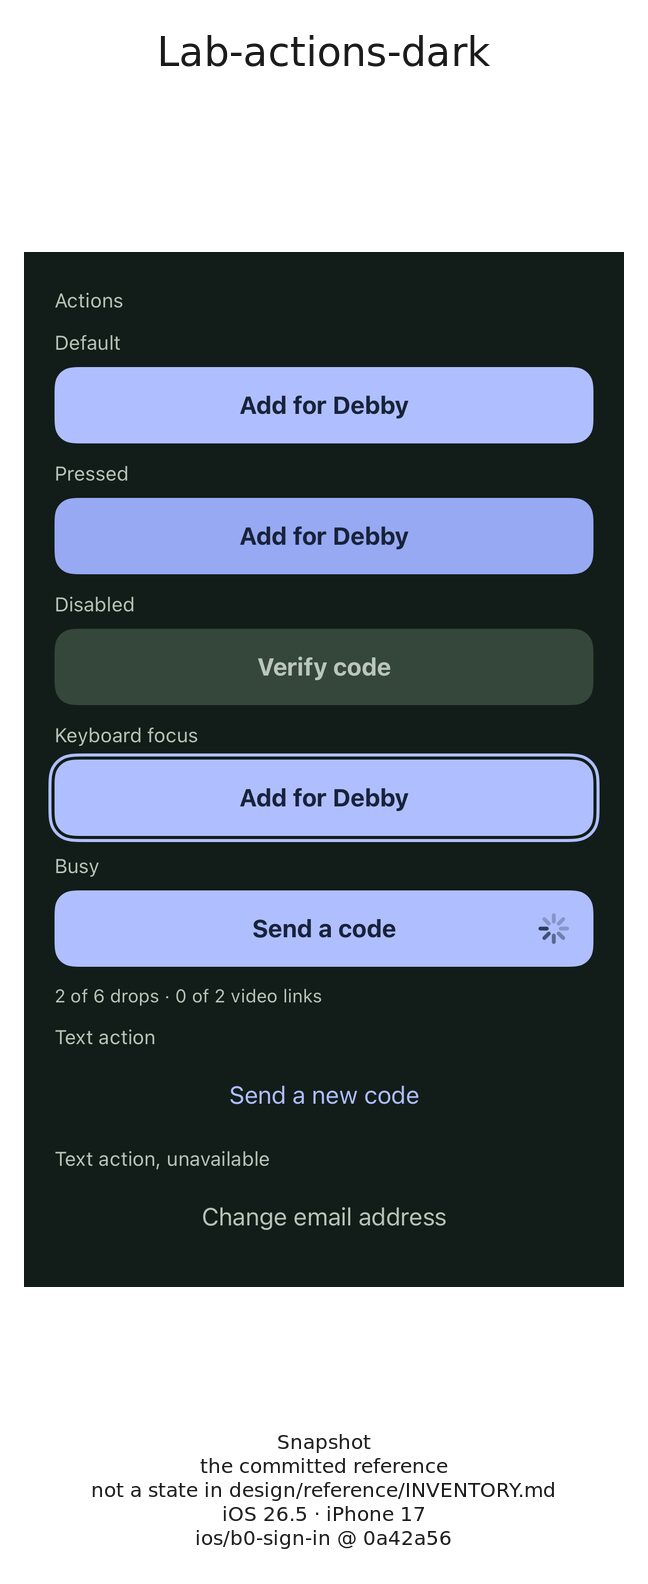 Lab-actions-dark
Actions
Default
Add for Debby
Pressed
Add for Debby
Disabled
Verify code
Keyboard focus
Add for Debby
Busy
Send a code
2 of 6 drops · 0 of 2 video links
Text action
Send a new code
Text action, unavailable
Change email address
Snapshot
the committed reference
not a state in design/reference/INVENTORY.md
iOS 26.5 · iPhone 17
ios/b0-sign-in @ 0a42a56